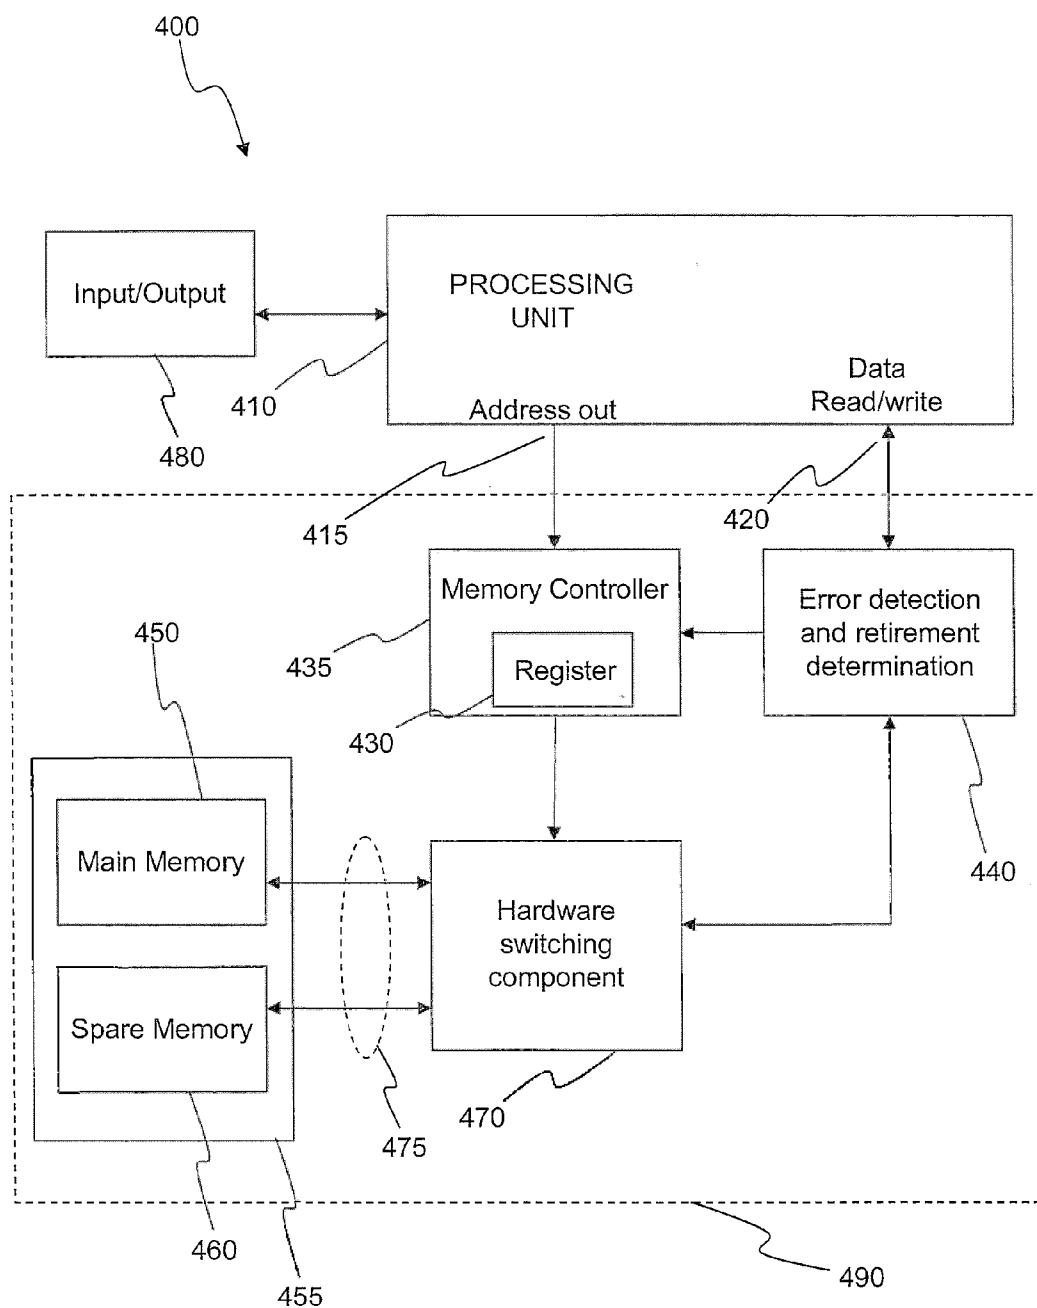 400
Input/Output
PROCESSING
UNIT
Data
Read/write
Address out
410
480
415
420
Memory Controller
Register
435
430
Error detection
and retirement
determination
440
450
Main Memory
Spare Memory
Hardware
switching
component
470
475
460
455
490